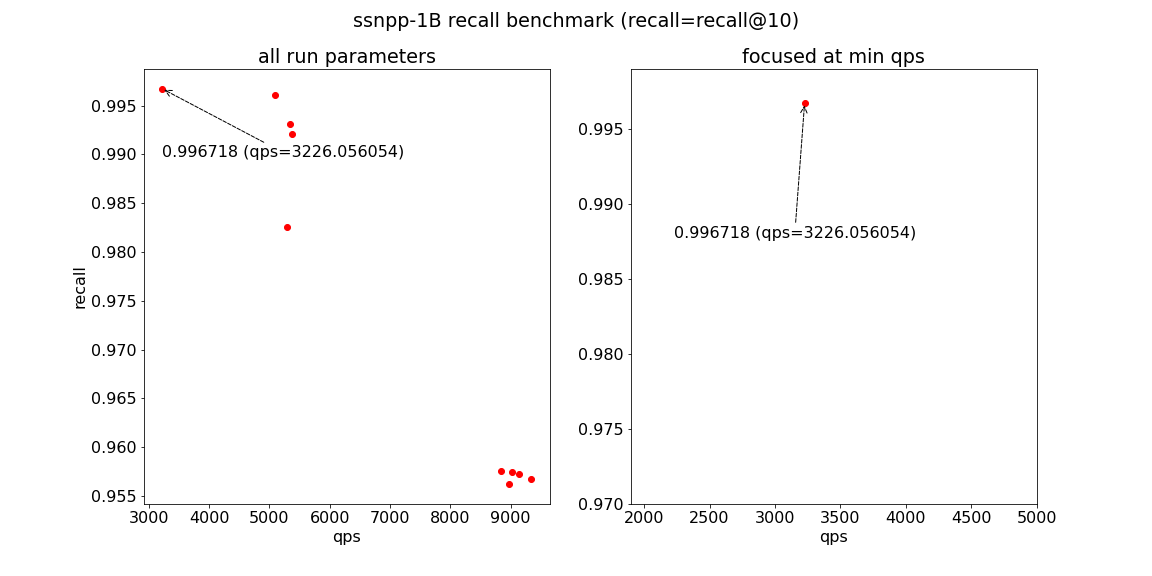 ssnpp-1B recall benchmark (recall=recall@10)
all run parameters
recall
0.995
0.990
0.985
0.980
0.975
0.970
0.965
0.960
0.955
0.996718 (qps=3226.056054)
3000 4000 5000 6000 7000 8000 9000
qps
focused at min qps
0.995
0.990
0.985
0.980
0.975
0.970
0.996718 (qps=3226.056054)
2000 2500 3000 3500 4000 4500 5000
qps